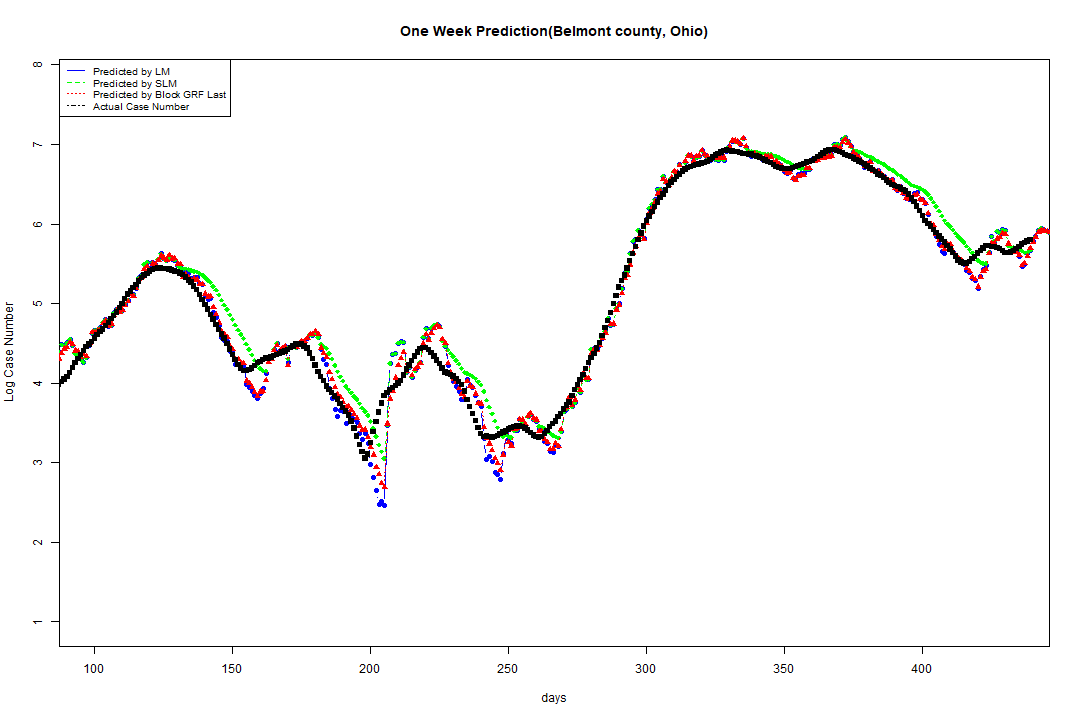 One Week Prediction(Belmont county, Ohio)
8
Predicted by LM
Predicted by SLM
Predicted by Block GRF Last
Actual Case Number
7
6
5
4
3
2
1
Log Case Number
100 150 200 250 300 350 400
days